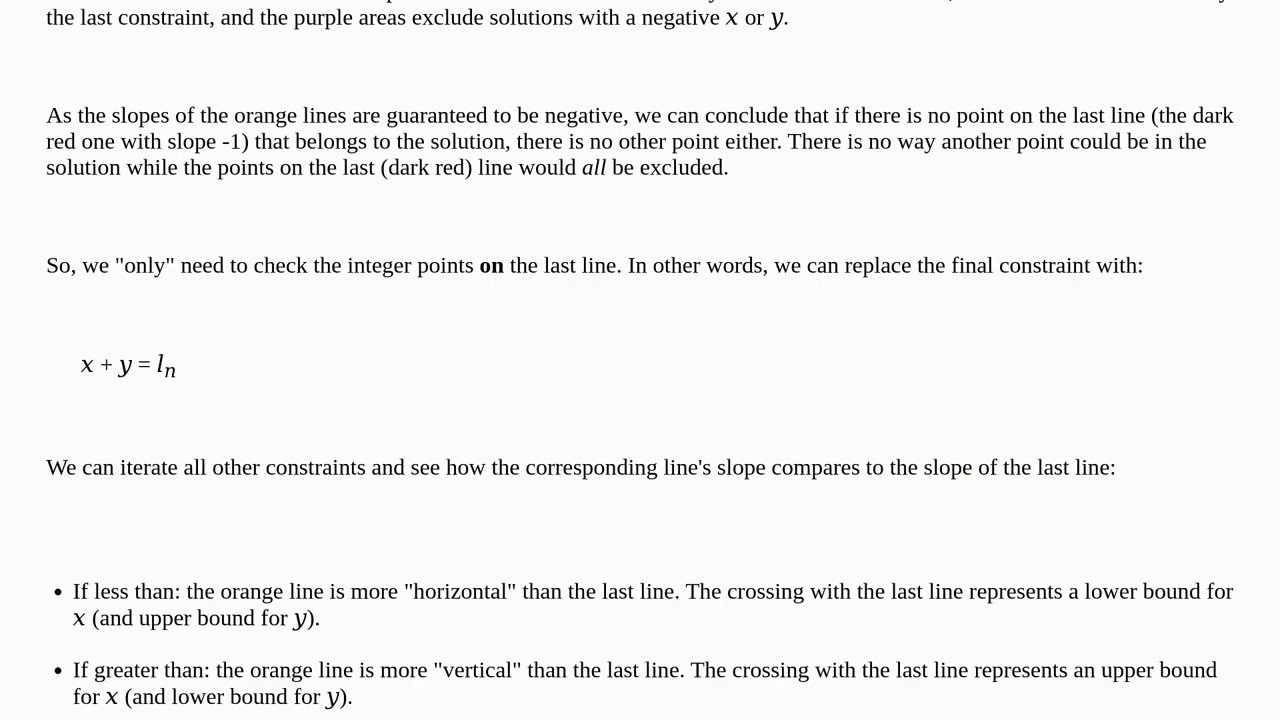 the last constraint, and the purple areas exclude solutions with a negative x or y.
As the slopes of the orange lines are guaranteed to be negative, we can conclude that if there is no point on the last line (the dark
red one with slope -1) that belongs to the solution, there is no other point either. There is no way another point could be in the
solution while the points on the last (dark red) line would all be excluded.
So, we "only" need to check the integer points on the last line. In other words, we can replace the final constraint with:
x + y = lₙ
We can iterate all other constraints and see how the corresponding line's slope compares to the slope of the last line:
• If less than: the orange line is more "horizontal" than the last line. The crossing with the last line represents a lower bound for
x (and upper bound for y).
• If greater than: the orange line is more "vertical" than the last line. The crossing with the last line represents an upper bound
for x (and lower bound for y).